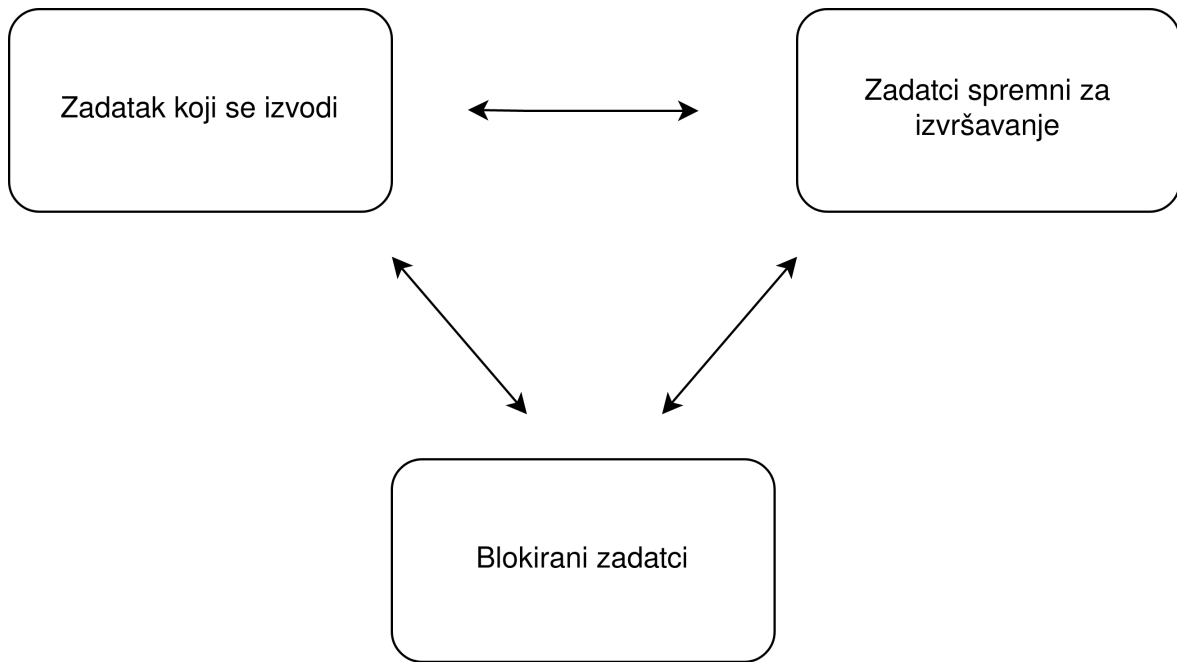 Zadatak koji se izvodi
Zadatci spremni za
izvršavanje
Blokirani zadatci